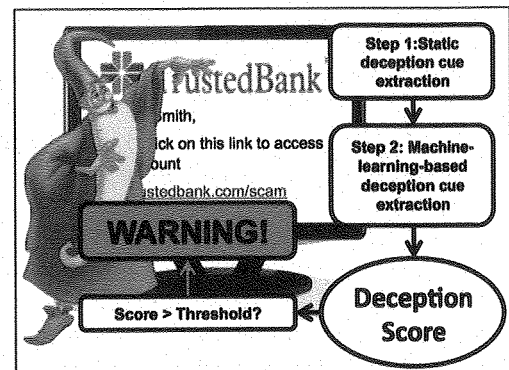 TrustedBank
Smith,
ick on this link to access
ount
ustedbank.com/scam
WARNING!
Score > Threshold?
Step 1:Static
deception cue
extraction
Step 2: Machine-
learning-based
deception cue
extraction
Deception
Score